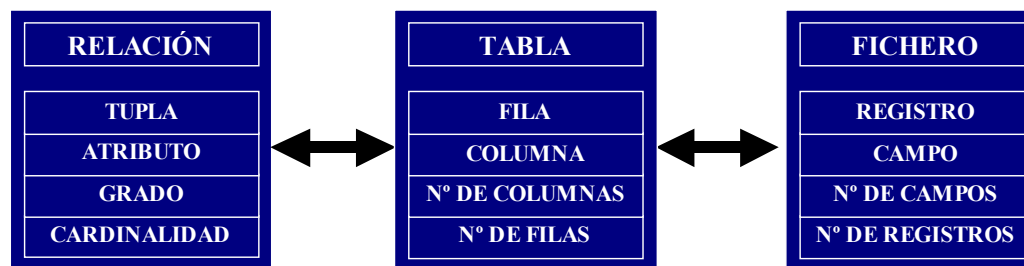 RELACIÓN
TUPLA
ATRIBUTO
GRADO
CARDINALIDAD
TABLA
FILA
COLUMNA
Nº DE COLUMNAS
Nº DE FILAS
FICHERO
REGISTRO
CAMPO
Nº DE CAMPOS
Nº DE REGISTROS